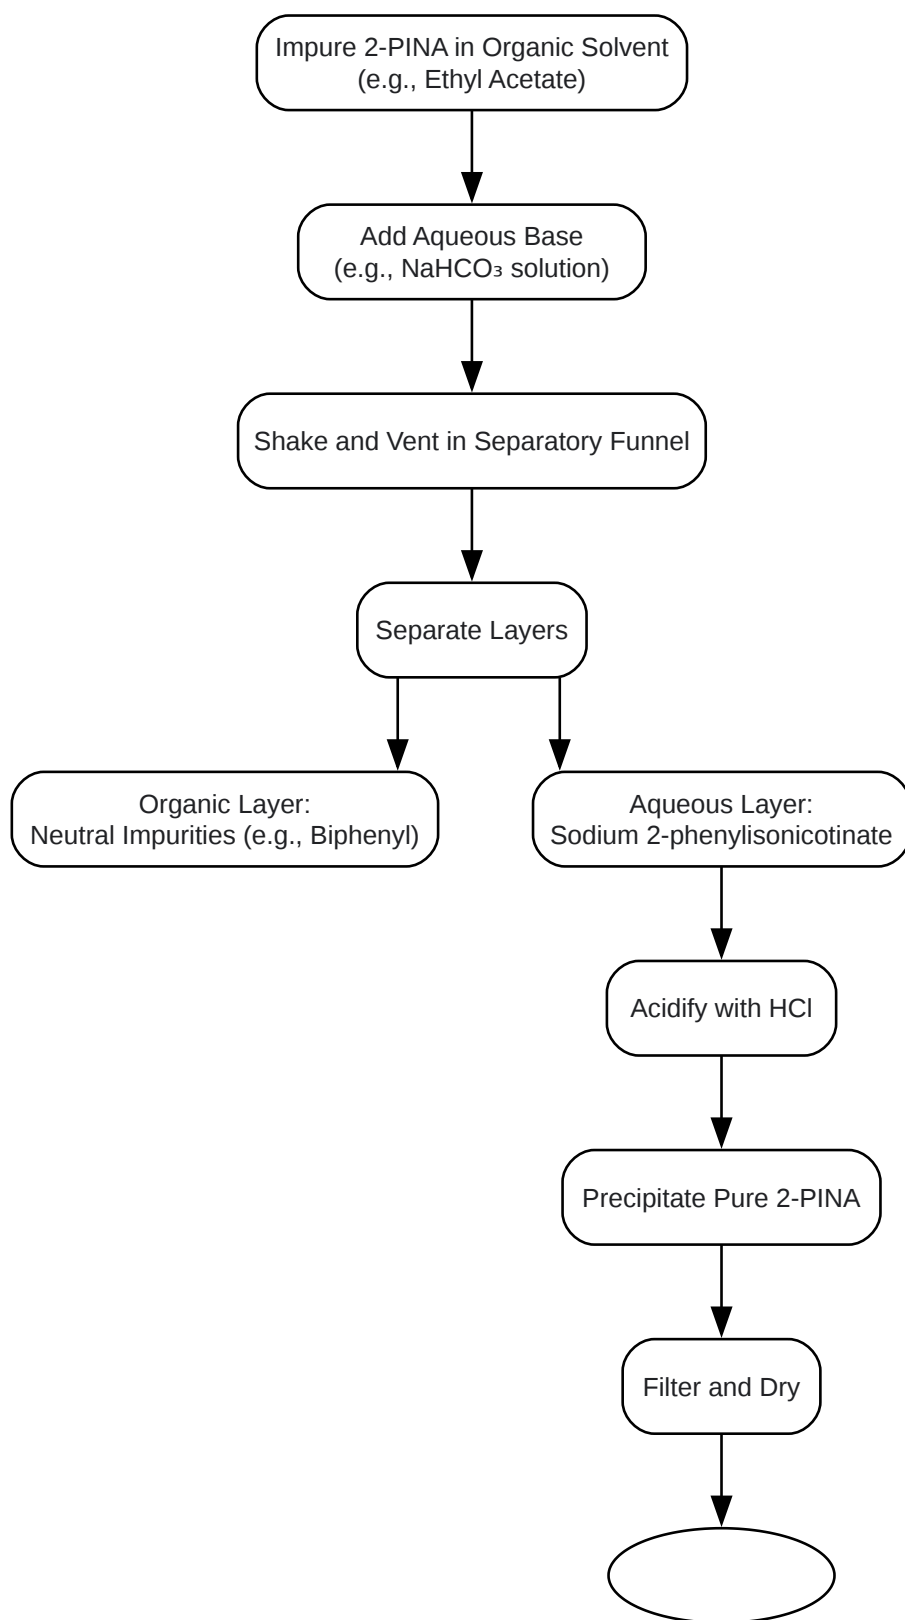 Impure 2-PINA in Organic Solvent
(e.g., Ethyl Acetate)
Add Aqueous Base
(e.g., NaHCO₃ solution)
Shake and Vent in Separatory Funnel
Separate Layers
Organic Layer:
Neutral Impurities (e.g., Biphenyl)
Aqueous Layer:
Sodium 2-phenylisonicotinate
Acidify with HCl
Precipitate Pure 2-PINA
Filter and Dry